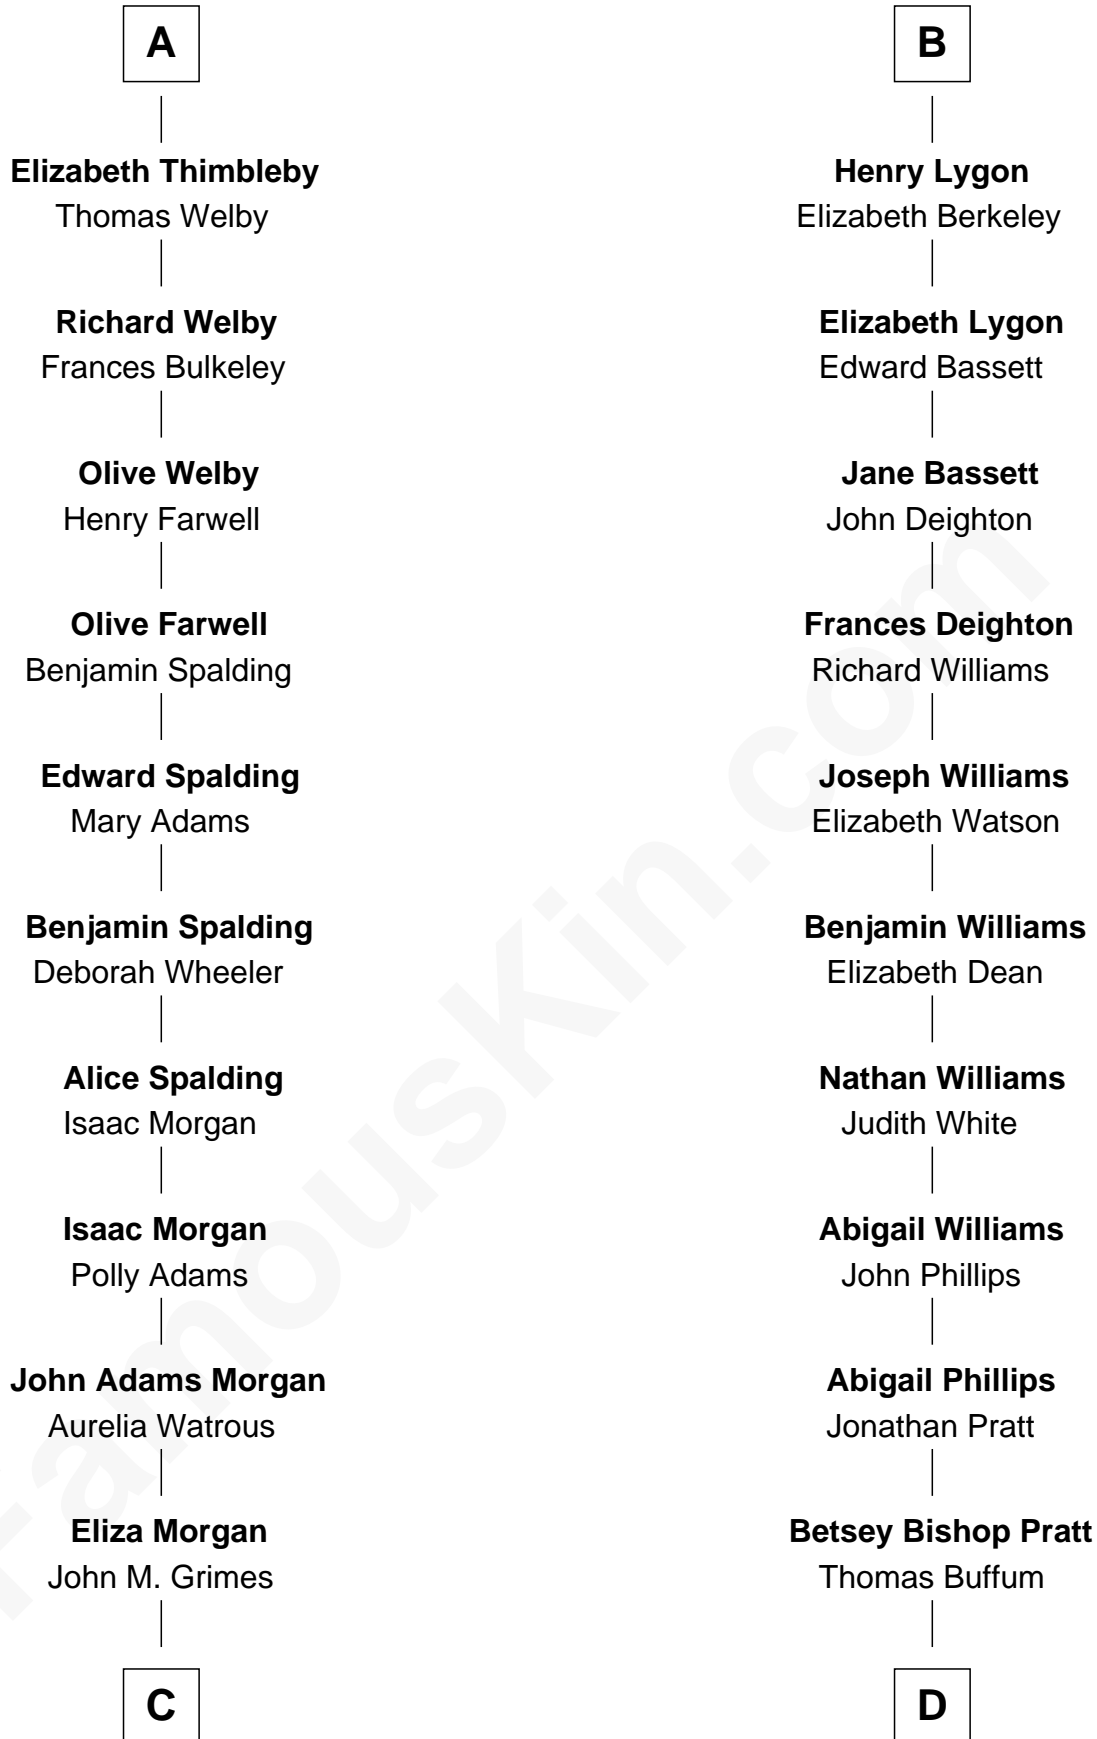 A
Elizabeth Thimbleby
Thomas Welby
Richard Welby
Frances Bulkeley
Olive Welby
Henry Farwell
Olive Farwell
Benjamin Spalding
Edward Spalding
Mary Adams
Benjamin Spalding
Deborah Wheeler
Alice Spalding
Isaac Morgan
Isaac Morgan
Polly Adams
John Adams Morgan
Aurelia Watrous
Eliza Morgan
John M. Grimes
C
B
Henry Lygon
Elizabeth Berkeley
Elizabeth Lygon
Edward Bassett
Jane Bassett
John Deighton
Frances Deighton
Richard Williams
Joseph Williams
Elizabeth Watson
Benjamin Williams
Elizabeth Dean
Nathan Williams
Judith White
Abigail Williams
John Phillips
Abigail Phillips
Jonathan Pratt
Betsey Bishop Pratt
Thomas Buffum
D
FamousKin.com